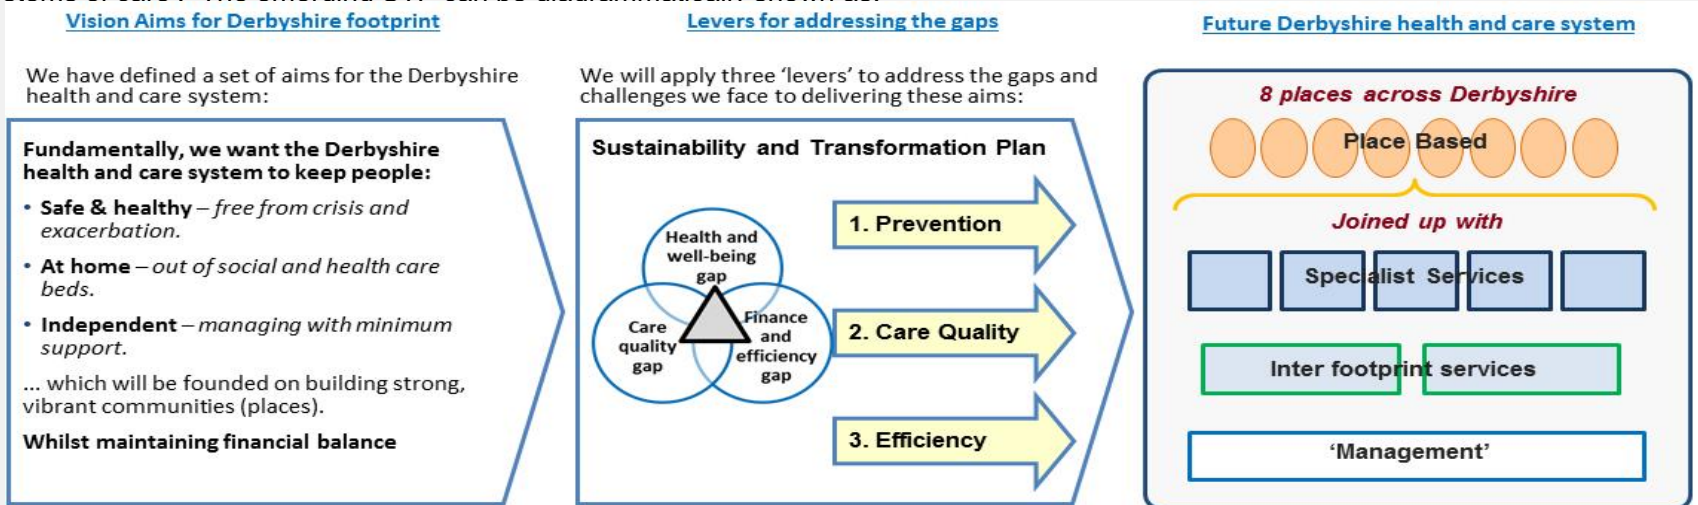 Vision Aims for Derbyshire footprint
We have defined a set of aims for the Derbyshire
health and care system:
Fundamentally, we want the Derbyshire
health and care system to keep people:
• Safe & healthy – free from crisis and
exacerbation.
• At home – out of social and health care
beds.
• Independent – managing with minimum
support.
... which will be founded on building strong,
vibrant communities (places).
Whilst maintaining financial balance
Levers for addressing the gaps
We will apply three ‘levers’ to address the gaps and
challenges we face to delivering these aims:
Sustainability and Transformation Plan
Health and
well-being
gap
Care
quality
gap
Finance
and
efficiency
gap
1. Prevention
2. Care Quality
3. Efficiency
Future Derbyshire health and care system
8 places across Derbyshire
Place Based
Joined up with
Specialist Services
Inter footprint services
‘Management’